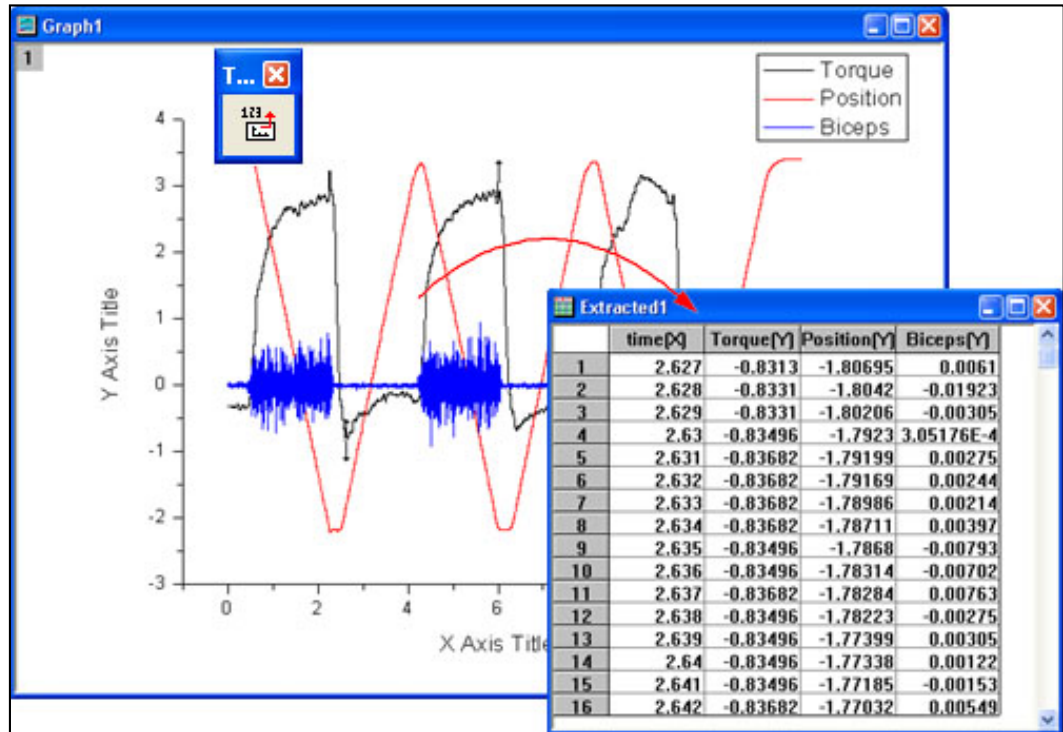 Graph1
1
T...
123
Torque
Position
Biceps
4
3
2
1
0
-1
-2
-3
Y Axis Title
0
2
4
6
X Axis Title
Extracted1
time[X] Torque[Y] Position[Y] Biceps[Y]
1 2.627 -0.8313 -1.80695 0.0061
2 2.628 -0.8331 -1.8042 -0.01923
3 2.629 -0.8331 -1.80206 -0.00305
4 2.63 -0.83496 -1.7923 3.05176E-4
5 2.631 -0.83682 -1.79199 0.00275
6 2.632 -0.83682 -1.79169 0.00244
7 2.633 -0.83682 -1.78986 0.00214
8 2.634 -0.83682 -1.78711 0.00397
9 2.635 -0.83496 -1.7868 -0.00793
10 2.636 -0.83496 -1.78314 -0.00702
11 2.637 -0.83682 -1.78284 0.00763
12 2.638 -0.83496 -1.78223 -0.00275
13 2.639 -0.83496 -1.77399 0.00305
14 2.64 -0.83496 -1.77338 0.00122
15 2.641 -0.83496 -1.77185 -0.00153
16 2.642 -0.83682 -1.77032 0.00549